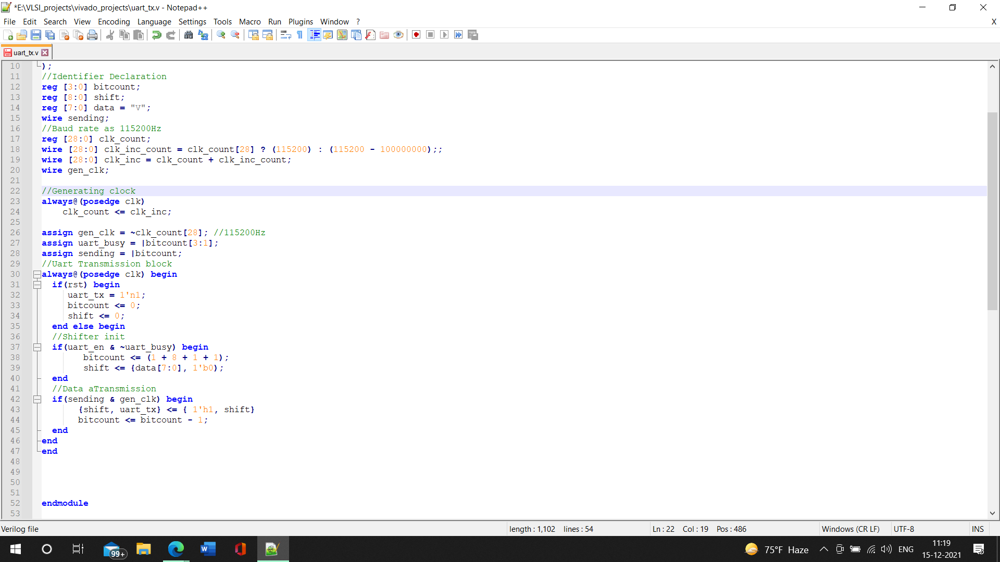 *E:\VLSI_projects\vivado_projects\uart_tx.v - Notepad++
File Edit Search View Encoding Language Settings Tools Macro Run Plugins Window ? X
uart_tx.v
10 );
11 //Identifier Declaration
12 reg [3:0] bitcount;
13 reg [8:0] shift;
14 reg [7:0] data = "V";
15 wire sending;
16 //Baud rate as 115200Hz
17 reg [28:0] clk_count;
18 wire [28:0] clk_inc_count = clk_count[28] ? (115200) : (115200 - 100000000);;
19 wire [28:0] clk_inc = clk_count + clk_inc_count;
20 wire gen_clk;
21
22 //Generating clock
23 always@(posedge clk)
24 clk_count <= clk_inc;
25
26 assign gen_clk = ~clk_count[28]; //115200Hz
27 assign uart_busy = |bitcount[3:1];
28 assign sending = |bitcount;
29 //Uart Transmission block
30 always@(posedge clk) begin
31 if(rst) begin
32 uart_tx = 1'n1;
33 bitcount <= 0;
34 shift <= 0;
35 end else begin
36 //Shifter init
37 if(uart_en & ~uart_busy) begin
38 bitcount <= (1 + 8 + 1 + 1);
39 shift <= {data[7:0], 1'b0);
40 end
41 //Data aTransmission
42 if(sending & gen_clk) begin
43 {shift, uart_tx} <= { 1'h1, shift}
44 bitcount <= bitcount - 1;
45 end
46 end
47 end
48
49
50
51
52 endmodule
53
Verilog file length : 1,102 lines : 54 Ln : 22 Col : 19 Pos : 486 Windows (CR LF) UTF-8 INS
99+ 75°F Haze ENG 11:19
15-12-2021